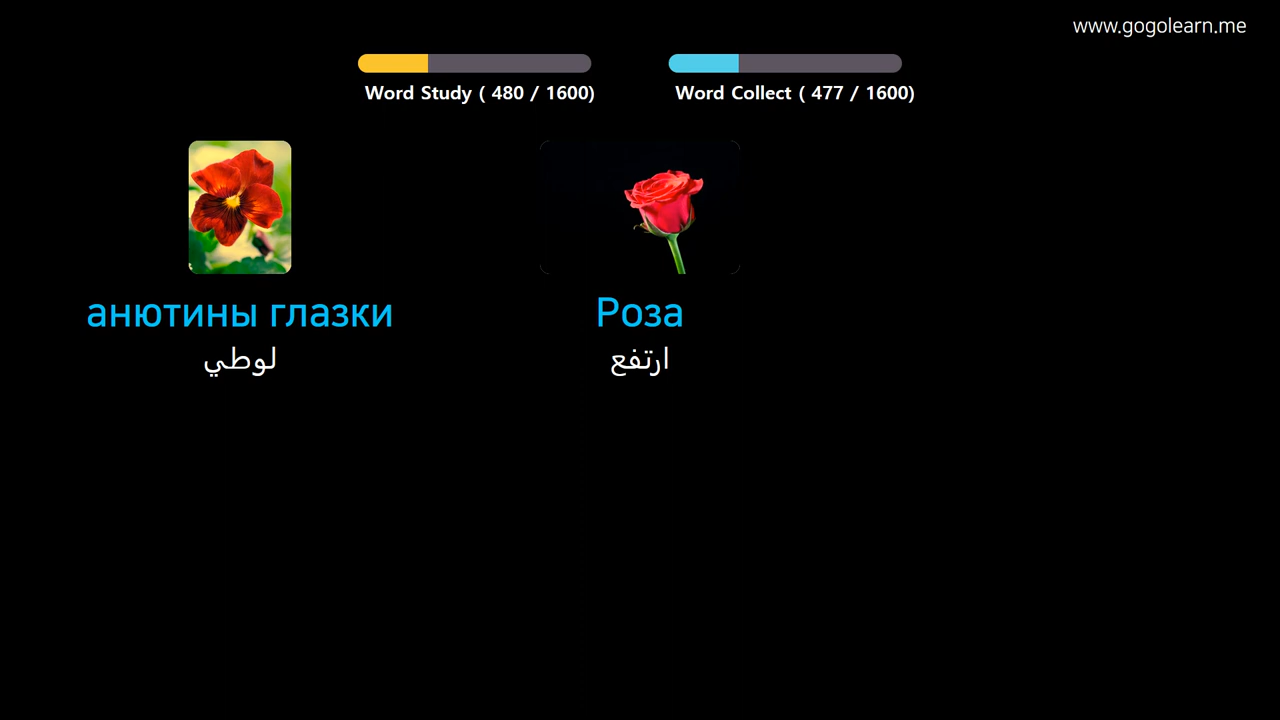 www.gogolearn.me
Word Study ( 480 / 1600)
Word Collect ( 477 / 1600)
анютины глазки
Роза
لوطي
ارتفع